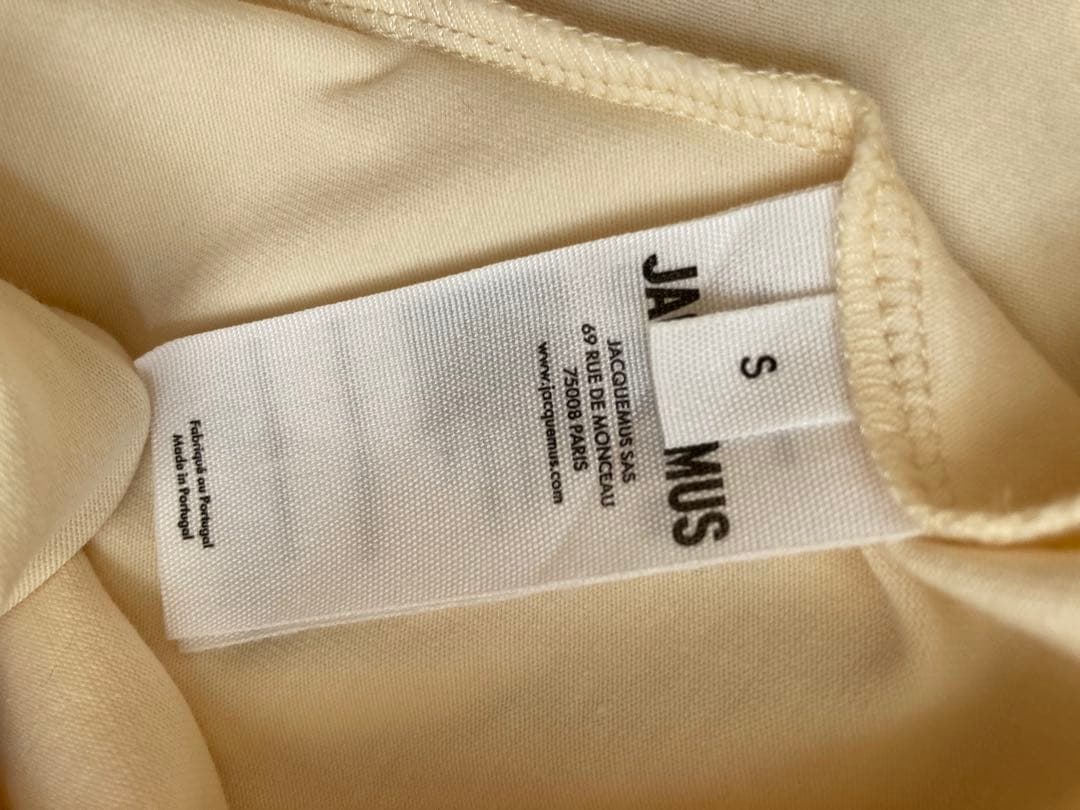 JA MUS
S
JACQUEMUS SAS
69 RUE DE MONCEAU
75008 PARIS
www.jacquemus.com
Fabriqué au Portugal
Made in Portugal